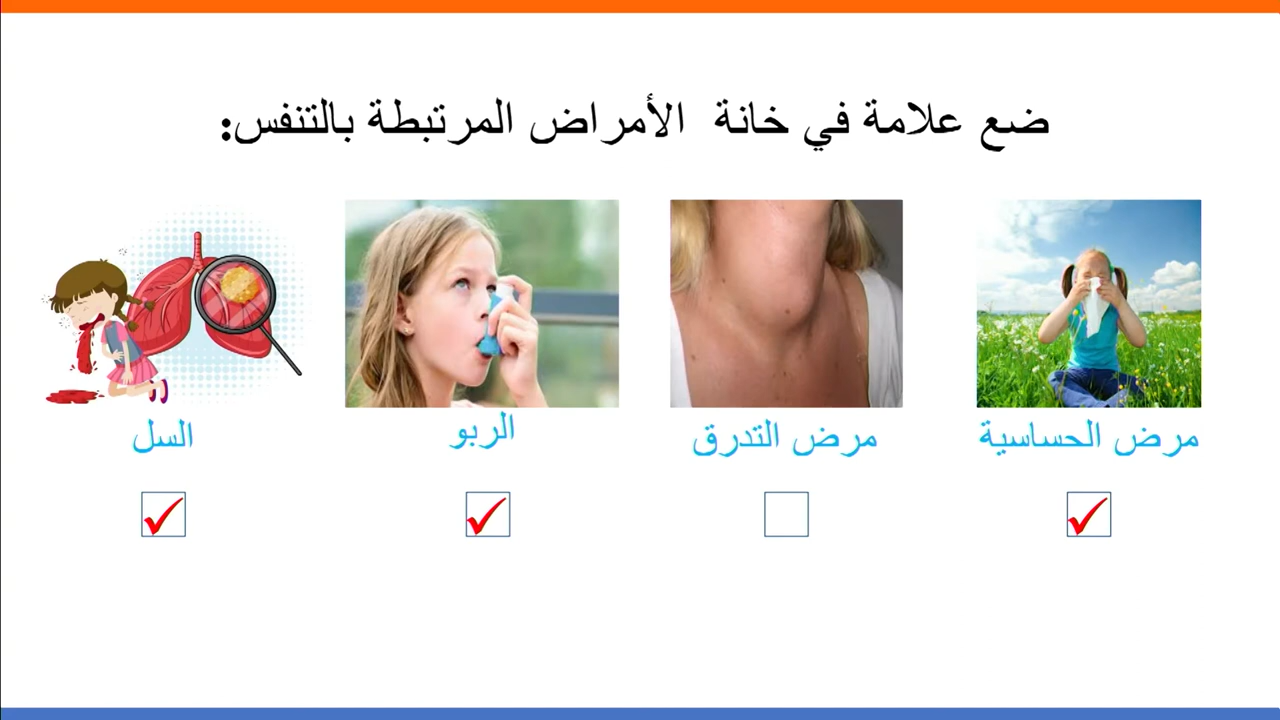 ضع علامة في خانة الأمراض المرتبطة بالتنفس:
مرض الحساسية
مرض التدرق
الربو
السل